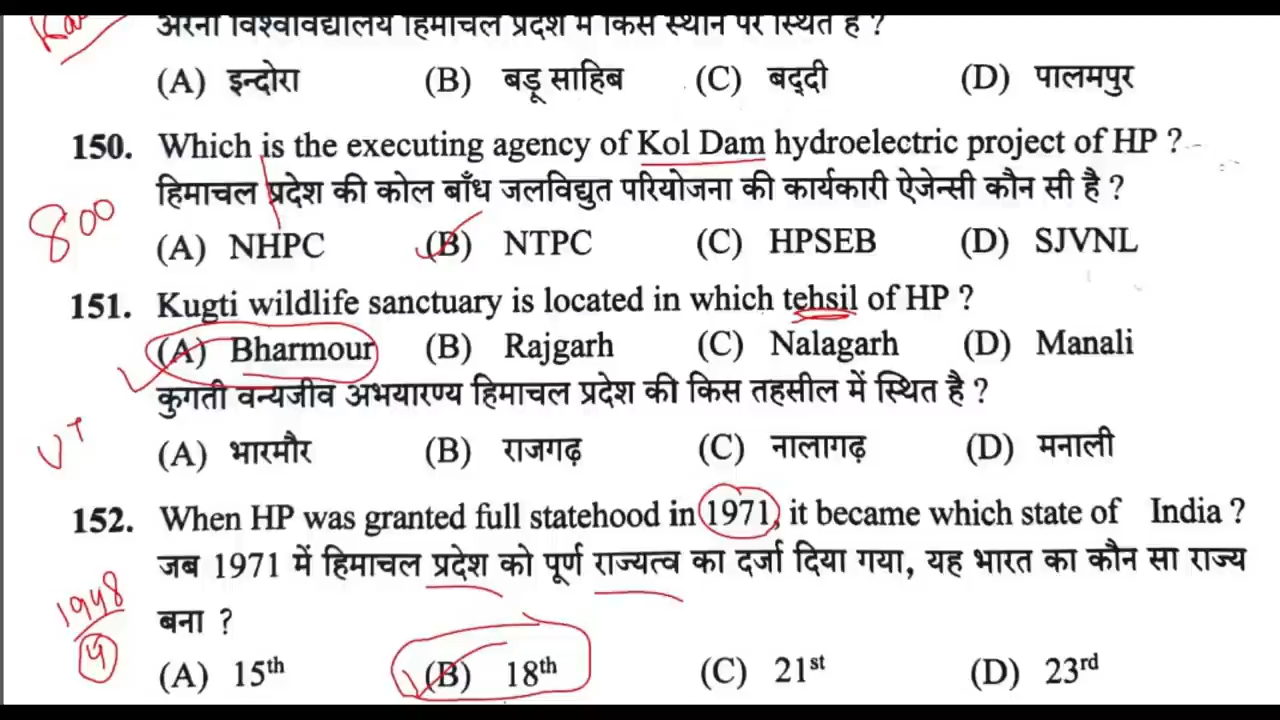 अरनी विश्वविद्यालय हिमाचल प्रदेश में किस स्थान पर स्थित है ?
(A) इन्दोरा (B) बड़ू साहिब (C) बद्दी (D) पालमपुर
150. Which is the executing agency of Kol Dam hydroelectric project of HP ?
हिमाचल प्रदेश की कोल बाँध जलविद्युत परियोजना की कार्यकारी ऐजेन्सी कौन सी है ?
800
(A) NHPC (B) NTPC (C) HPSEB (D) SJVNL
151. Kugti wildlife sanctuary is located in which tehsil of HP ?
(A) Bharmour (B) Rajgarh (C) Nalagarh (D) Manali
कुगती वन्यजीव अभयारण्य हिमाचल प्रदेश की किस तहसील में स्थित है ?
(A) भारमौर (B) राजगढ़ (C) नालागढ़ (D) मनाली
152. When HP was granted full statehood in 1971, it became which state of India ?
जब 1971 में हिमाचल प्रदेश को पूर्ण राज्यत्व का दर्जा दिया गया, यह भारत का कौन सा राज्य
1948
बना ?
(A) 15th (B) 18th (C) 21st (D) 23rd